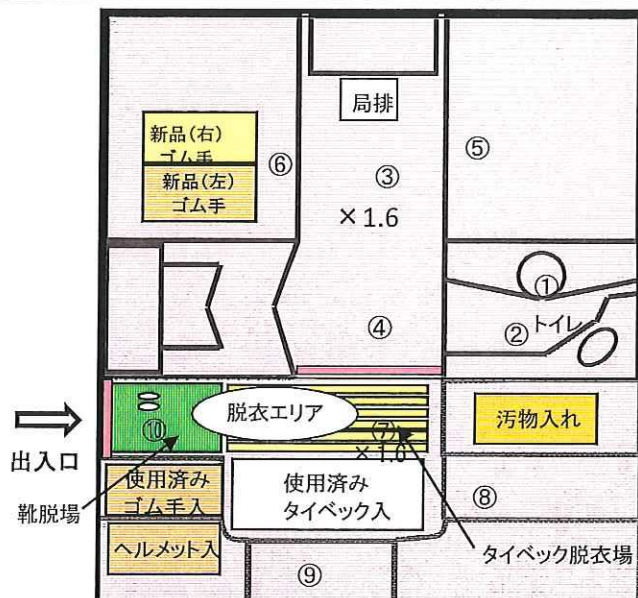 局排
新品(右)
ゴム手
新品(左)
ゴム手
⑥
③
⑤
×1.6
①
④
②
トイレ
出入口
⑩
脱衣エリア
(7)
×1.6
汚物入れ
靴脱場
使用済み
ゴム手入
使用済み
タイベック入
⑧
ヘルメット入
⑨
タイベック脱衣場